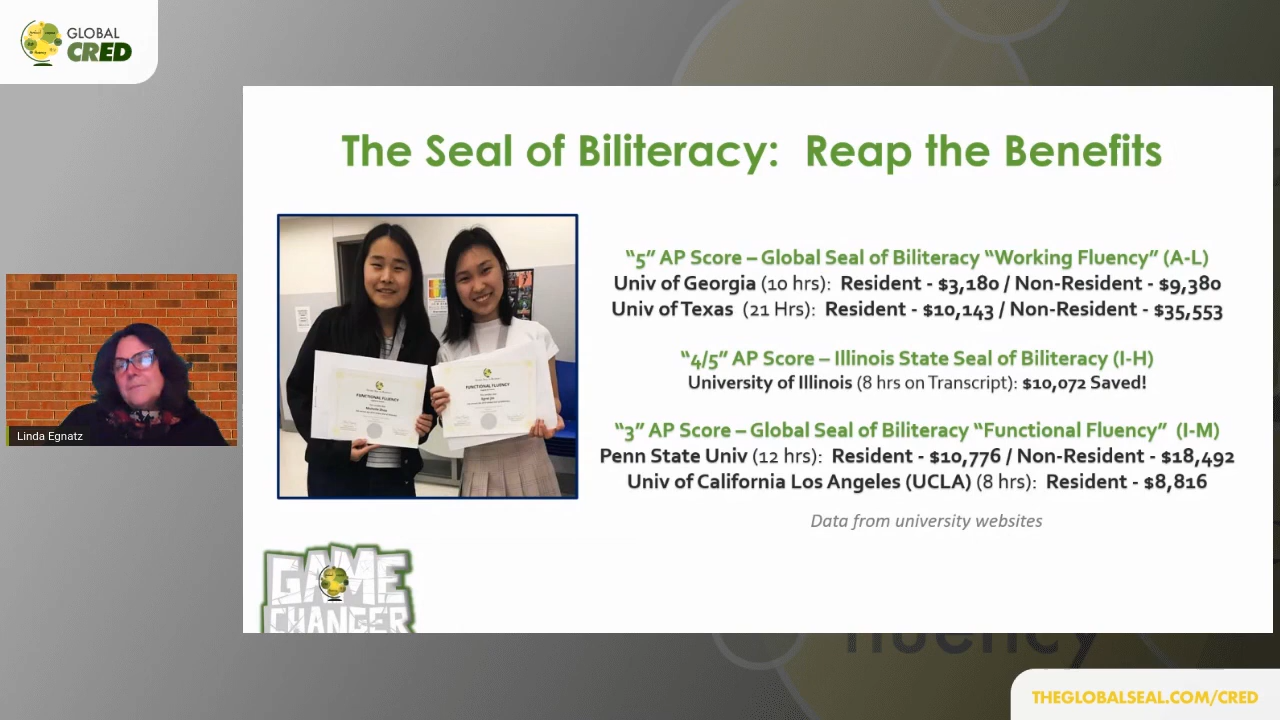 GLOBAL
CRED
The Seal of Biliteracy: Reap the Benefits
“5” AP Score – Global Seal of Biliteracy “Working Fluency” (A-L)
Univ of Georgia (10 hrs): Resident - $3,180 / Non-Resident - $9,380
Univ of Texas (21 Hrs): Resident - $10,143 / Non-Resident - $35,553
“4/5” AP Score – Illinois State Seal of Biliteracy (I-H)
University of Illinois (8 hrs on Transcript): $10,072 Saved!
“3” AP Score – Global Seal of Biliteracy “Functional Fluency” (I-M)
Penn State Univ (12 hrs): Resident - $10,776 / Non-Resident - $18,492
Univ of California Los Angeles (UCLA) (8 hrs): Resident - $8,816
Data from university websites
FUNCTIONAL FLUENCY
FUNCTIONAL FLUENCY
Linda Egnatz
GAME
CHANGER
fluency
THEGLOBALSEAL.COM/CRED